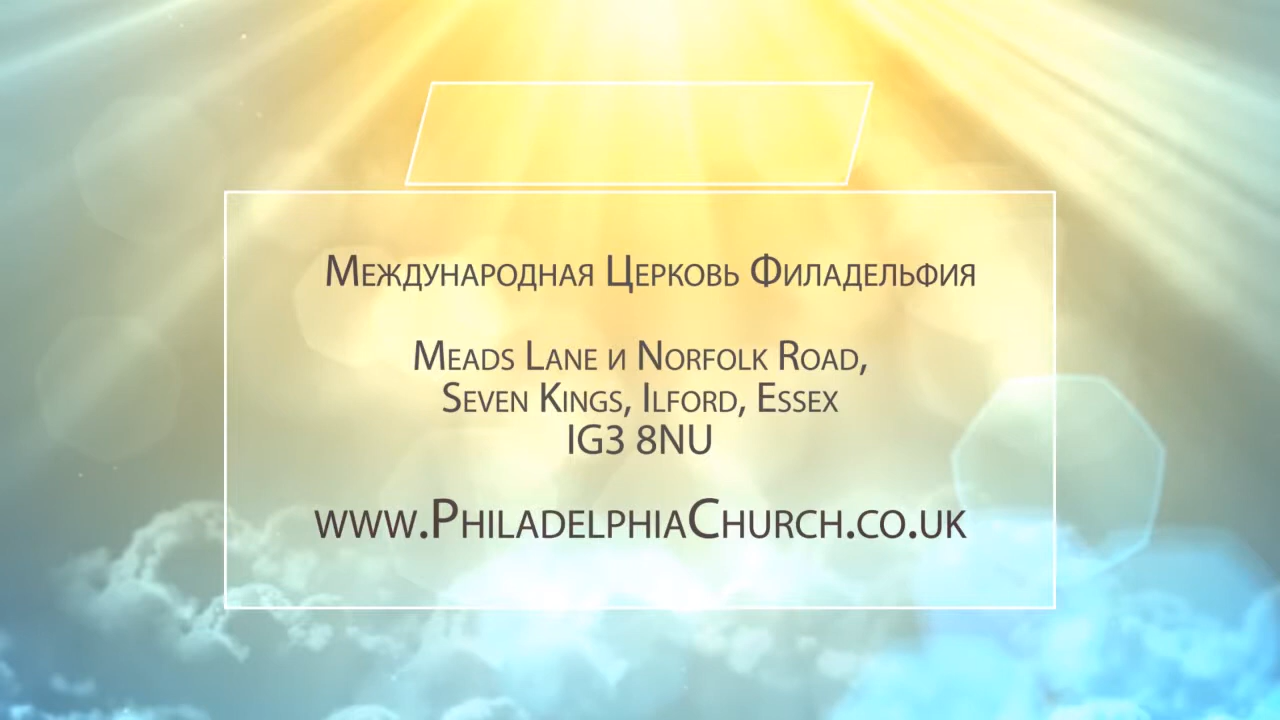 Международная Церковь Филадельфия
Meads Lane и Norfolk Road,
Seven Kings, Ilford, Essex
IG3 8NU
www.PhiladelphiaChurch.co.uk